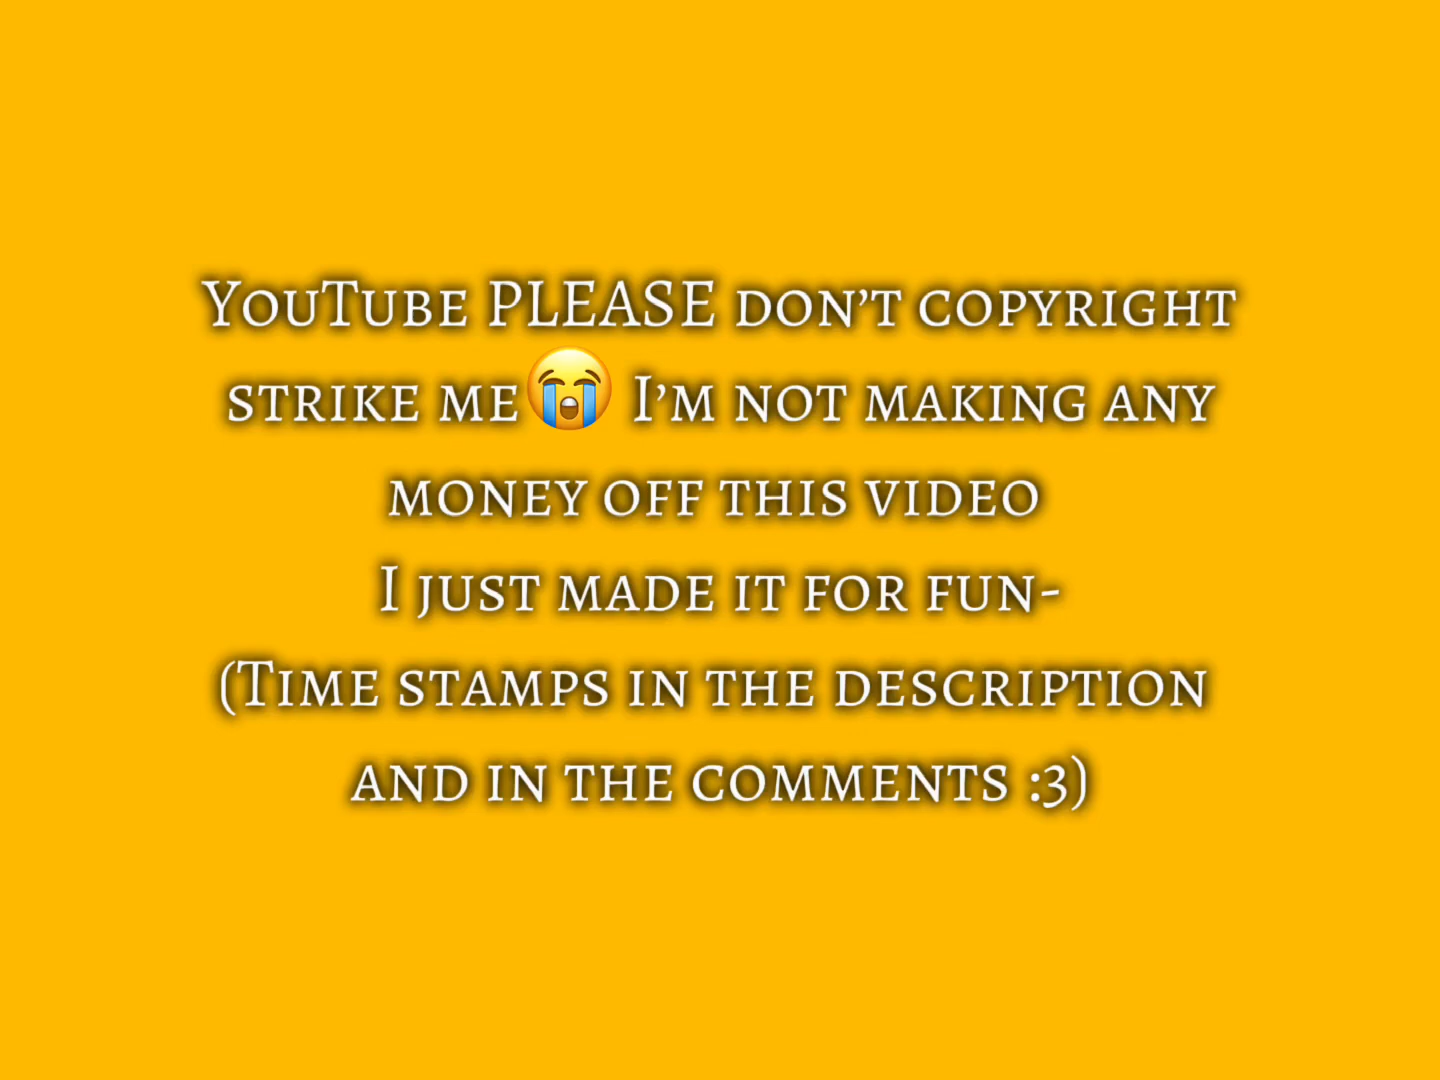 YouTube PLEASE don’t copyright
strike me😭 I’m not making any
money off this video
I just made it for fun-
(Time stamps in the description
and in the comments :3)